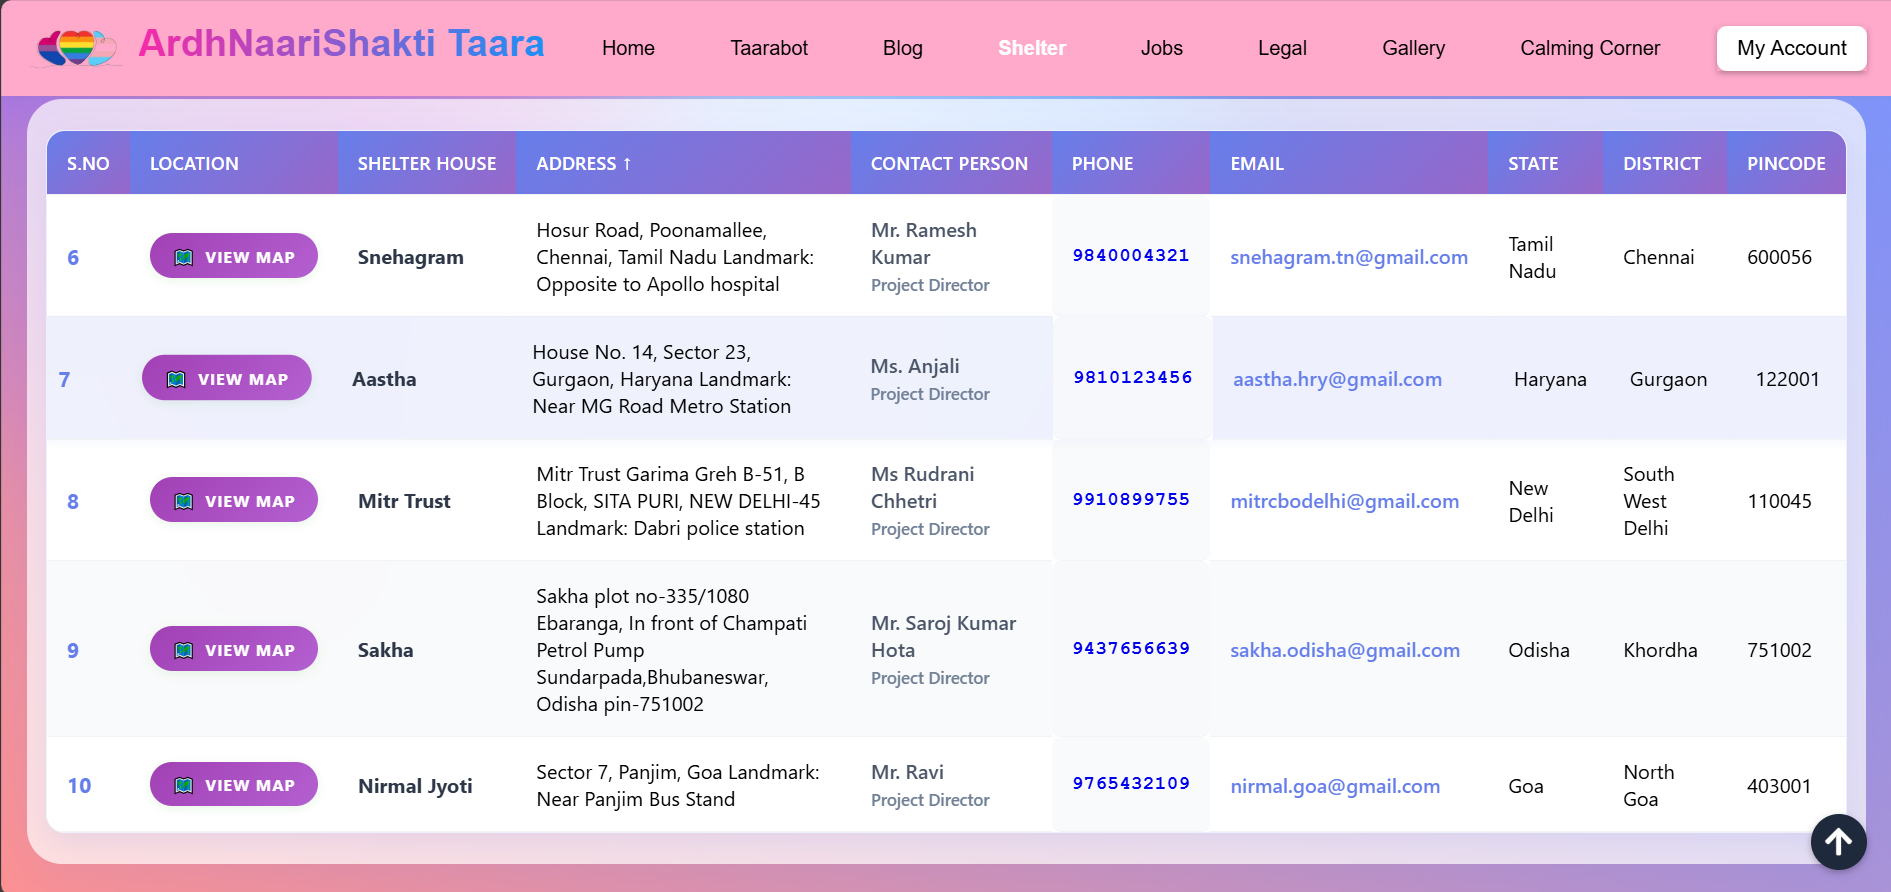 ArdhNaariShakti Taara Home Taarabot Blog Shelter Jobs Legal Gallery Calming Corner My Account
S.NO LOCATION SHELTER HOUSE ADDRESS ↑ CONTACT PERSON PHONE EMAIL STATE DISTRICT PINCODE
6
VIEW MAP
Snehagram
Hosur Road, Poonamallee,
Chennai, Tamil Nadu Landmark:
Opposite to Apollo hospital
Mr. Ramesh
Kumar
Project Director
9840004321
snehagram.tn@gmail.com
Tamil
Nadu
Chennai
600056
7
VIEW MAP
Aastha
House No. 14, Sector 23,
Gurgaon, Haryana Landmark:
Near MG Road Metro Station
Ms. Anjali
Project Director
9810123456
aastha.hry@gmail.com
Haryana
Gurgaon
122001
8
VIEW MAP
Mitr Trust
Mitr Trust Garima Greh B-51, B
Block, SITA PURI, NEW DELHI-45
Landmark: Dabri police station
Ms Rudrani
Chhetri
Project Director
9910899755
mitrcbodelhi@gmail.com
New
Delhi
South
West
Delhi
110045
9
VIEW MAP
Sakha
Sakha plot no-335/1080
Ebaranga, In front of Champati
Petrol Pump
Sundarpada,Bhubaneswar,
Odisha pin-751002
Mr. Saroj Kumar
Hota
Project Director
9437656639
sakha.odisha@gmail.com
Odisha
Khordha
751002
10
VIEW MAP
Nirmal Jyoti
Sector 7, Panjim, Goa Landmark:
Near Panjim Bus Stand
Mr. Ravi
Project Director
9765432109
nirmal.goa@gmail.com
Goa
North
Goa
403001